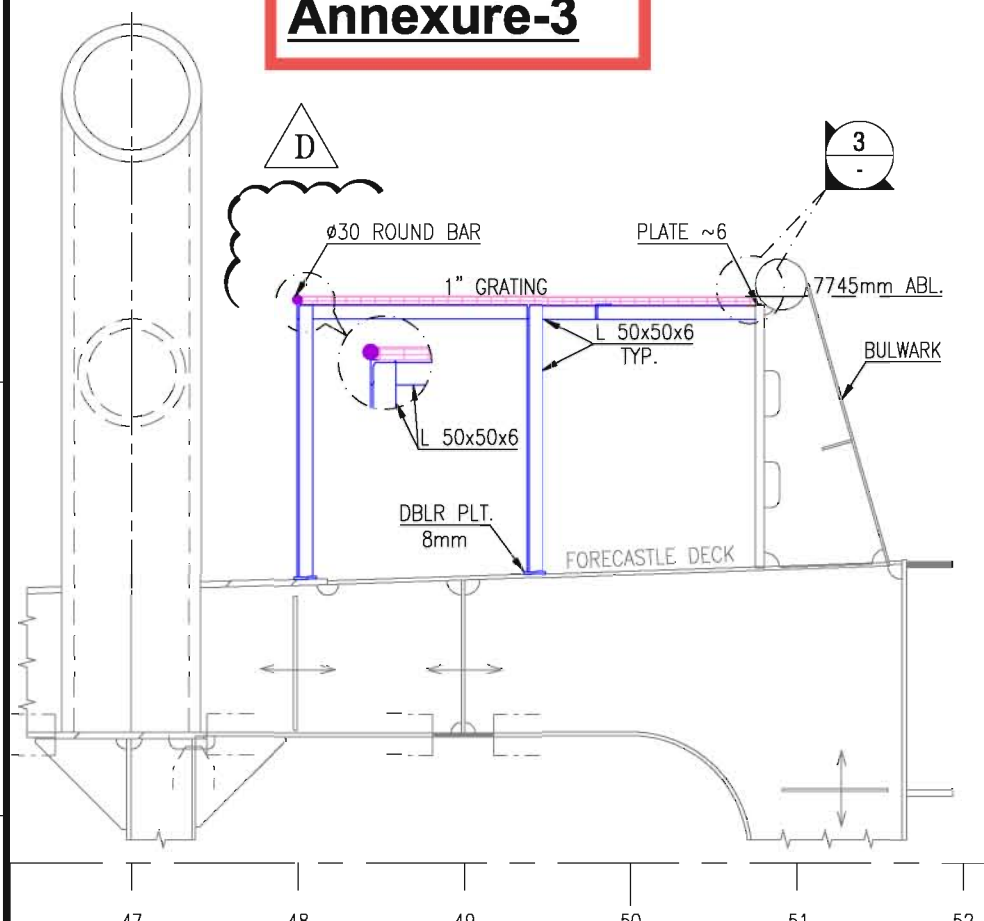 Annexure-3
D
3
-
ø30 ROUND BAR
PLATE ~6
1" GRATING
7745mm ABL.
L 50x50x6
TYP.
BULWARK
L 50x50x6
DBLR PLT.
8mm
FORECASTLE DECK
47
48
49
50
51
52